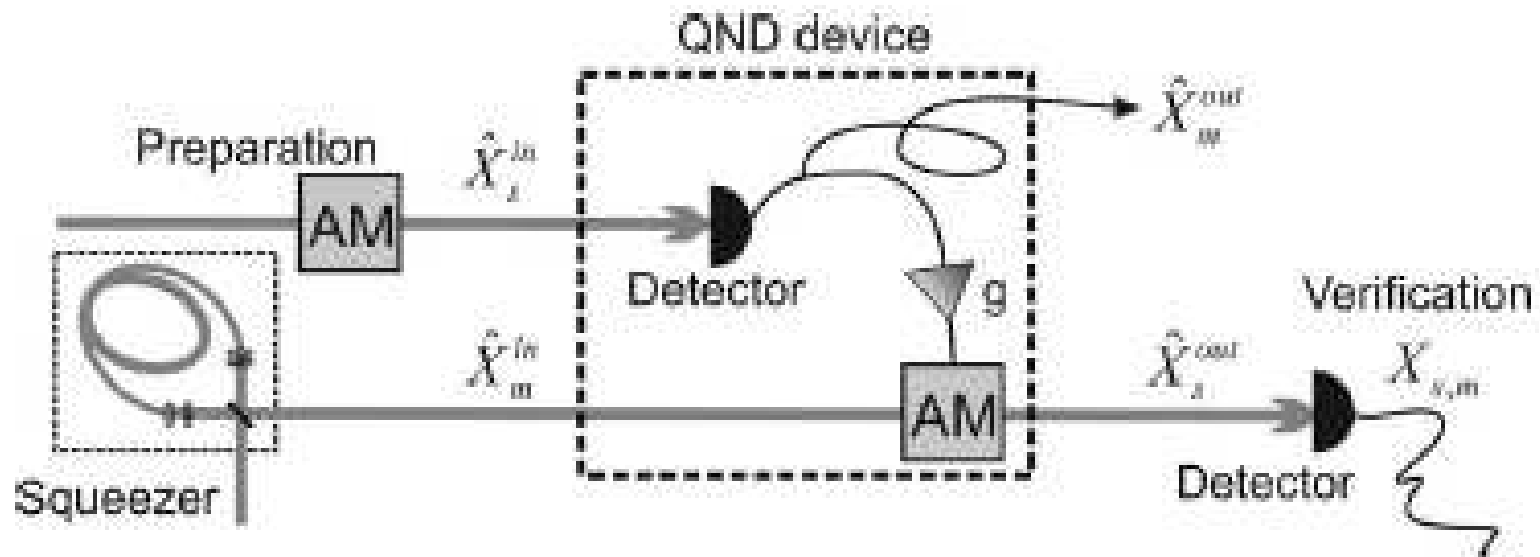 QND device
Preparation
X̂ₛⁱⁿ
X̂ₘᵒᵘᵗ
AM
Detector
g
Verification
X̂ₘⁱⁿ
X̂ₛᵒᵘᵗ
Xₛ,ₘ
AM
Squeezer
Detector